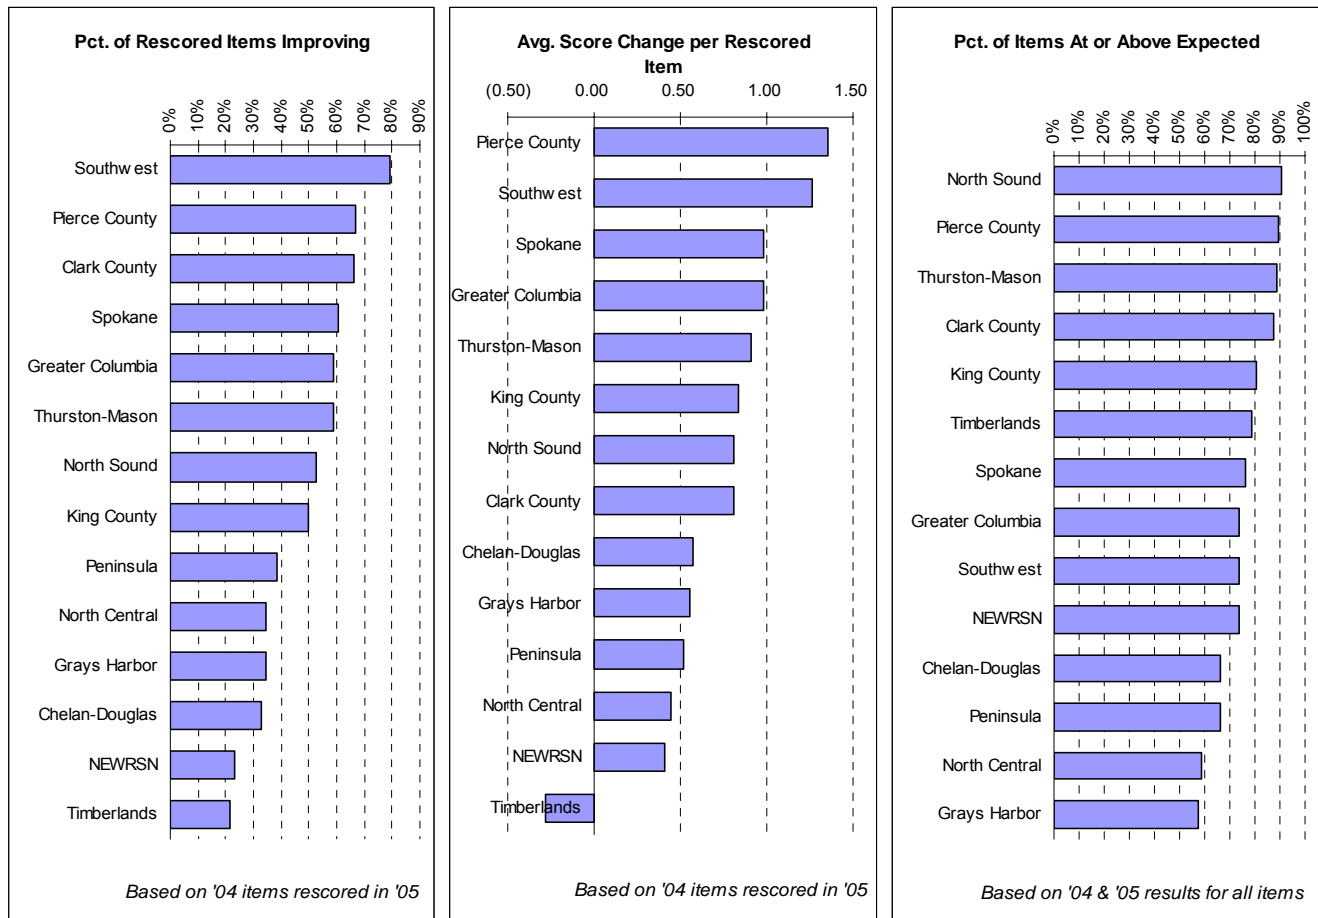 Pct. of Rescored Items Improving
0% 10% 20% 30% 40% 50% 60% 70% 80% 90%
Southwest
Pierce County
Clark County
Spokane
Greater Columbia
Thurston-Mason
North Sound
King County
Peninsula
North Central
Grays Harbor
Chelan-Douglas
NEWRSN
Timberlands
Based on '04 items rescored in '05
Avg. Score Change per Rescored
Item
(0.50) 0.00 0.50 1.00 1.50
Pierce County
Southwest
Spokane
Greater Columbia
Thurston-Mason
King County
North Sound
Clark County
Chelan-Douglas
Grays Harbor
Peninsula
North Central
NEWRSN
Timberlands
Based on '04 items rescored in '05
Pct. of Items At or Above Expected
0% 10% 20% 30% 40% 50% 60% 70% 80% 90% 100%
North Sound
Pierce County
Thurston-Mason
Clark County
King County
Timberlands
Spokane
Greater Columbia
Southwest
NEWRSN
Chelan-Douglas
Peninsula
North Central
Grays Harbor
Based on '04 & '05 results for all items